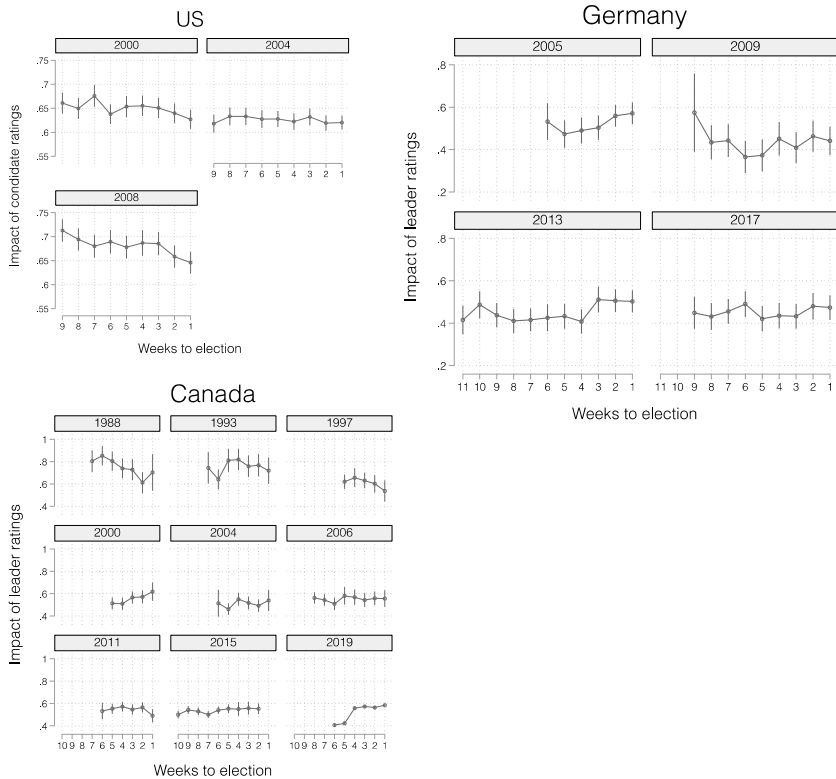 US
2000 2004
.75
.7
.65
.6
.55
Impact of candidate ratings
9 8 7 6 5 4 3 2 1
2008
.75
.7
.65
.6
.55
9 8 7 6 5 4 3 2 1
Weeks to election
Germany
2005 2009
.8
.6
.4
.2
Impact of leader ratings
2013 2017
.8
.6
.4
.2
11 10 9 8 7 6 5 4 3 2 1 11 10 9 8 7 6 5 4 3 2 1
Weeks to election
Canada
1988 1993 1997
1
.8
.6
.4
2000 2004 2006
1
.8
.6
.4
Impact of leader ratings
2011 2015 2019
1
.8
.6
.4
10 9 8 7 6 5 4 3 2 1 10 9 8 7 6 5 4 3 2 1 10 9 8 7 6 5 4 3 2 1
Weeks to election